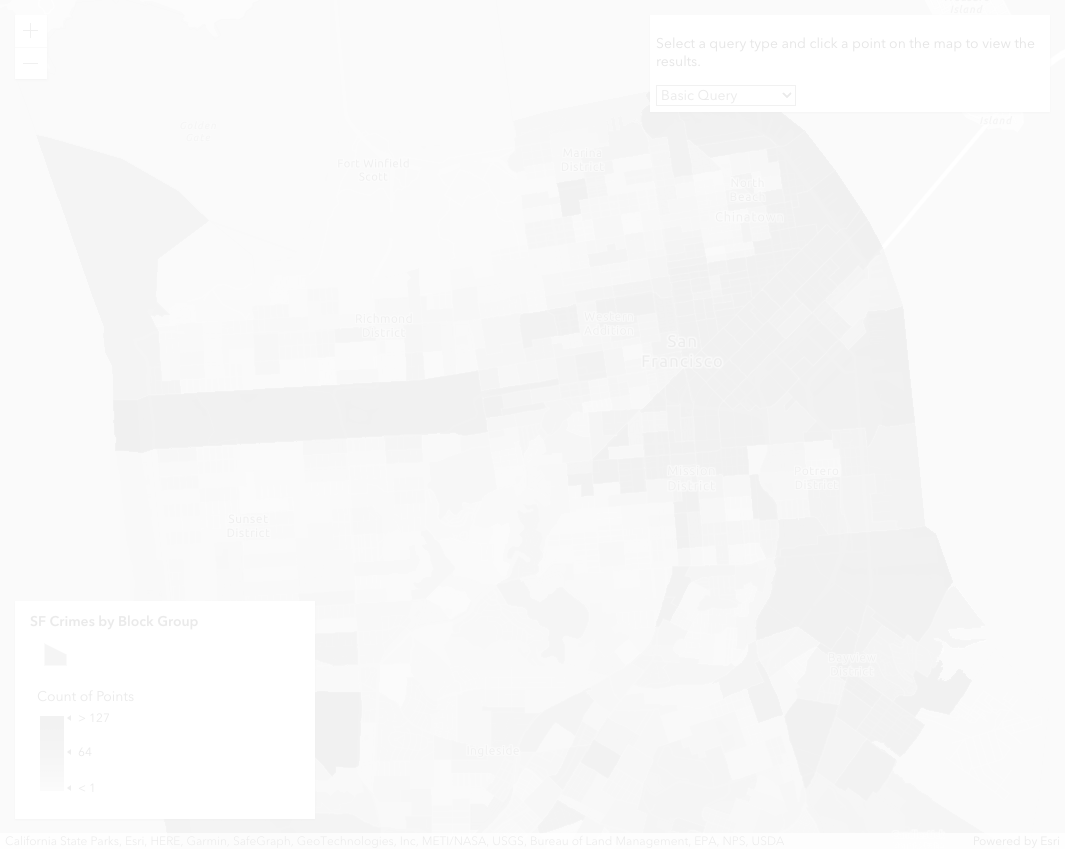 Island
Select a query type and click a point on the map to view the
results.
Basic Query
Island
Fort Winfield
Scott
Marina
District
Chinatown
Richmond
District
Western
Addition
San
Francisco
Mission
District
Potrero
District
Sunset
District
SF Crimes by Block Group
Count of Points
> 127
64
< 1
Bayview
District
California State Parks, Esri, HERE, Garmin, SafeGraph, GeoTechnologies, Inc, METI/NASA, USGS, Bureau of Land Management, EPA, NPS, USDA
Powered by Esri